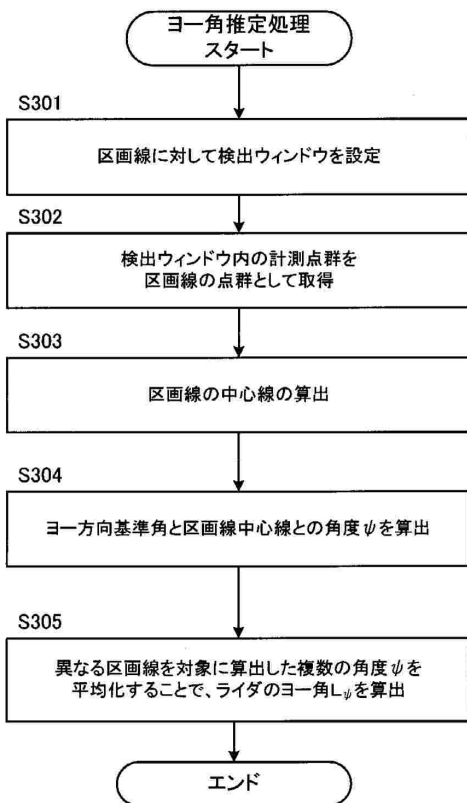 ヨー角推定処理
スタート
S301
区画線に対して検出ウィンドウを設定
S302
検出ウィンドウ内の計測点群を
区画線の点群として取得
S303
区画線の中心線の算出
S304
ヨー方向基準角と区画線中心線との角度ψを算出
S305
異なる区画線を対象に算出した複数の角度ψを
平均化することで、ライダのヨー角Lψを算出
エンド